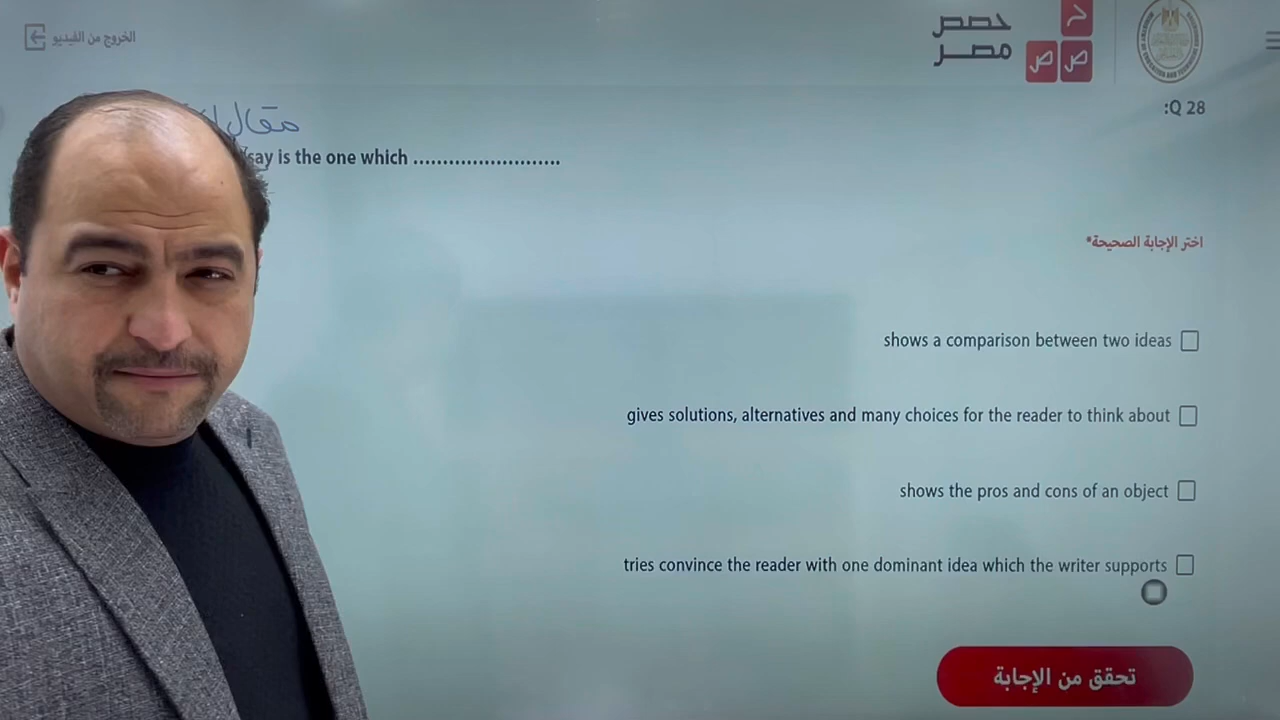 الخروج من الفيديو
حصص
مصر
ح
ص ص
:Q 28
مقال
say is the one which ...........................
اختر الإجابة الصحيحة*
shows a comparison between two ideas
gives solutions, alternatives and many choices for the reader to think about
shows the pros and cons of an object
tries convince the reader with one dominant idea which the writer supports
تحقق من الإجابة